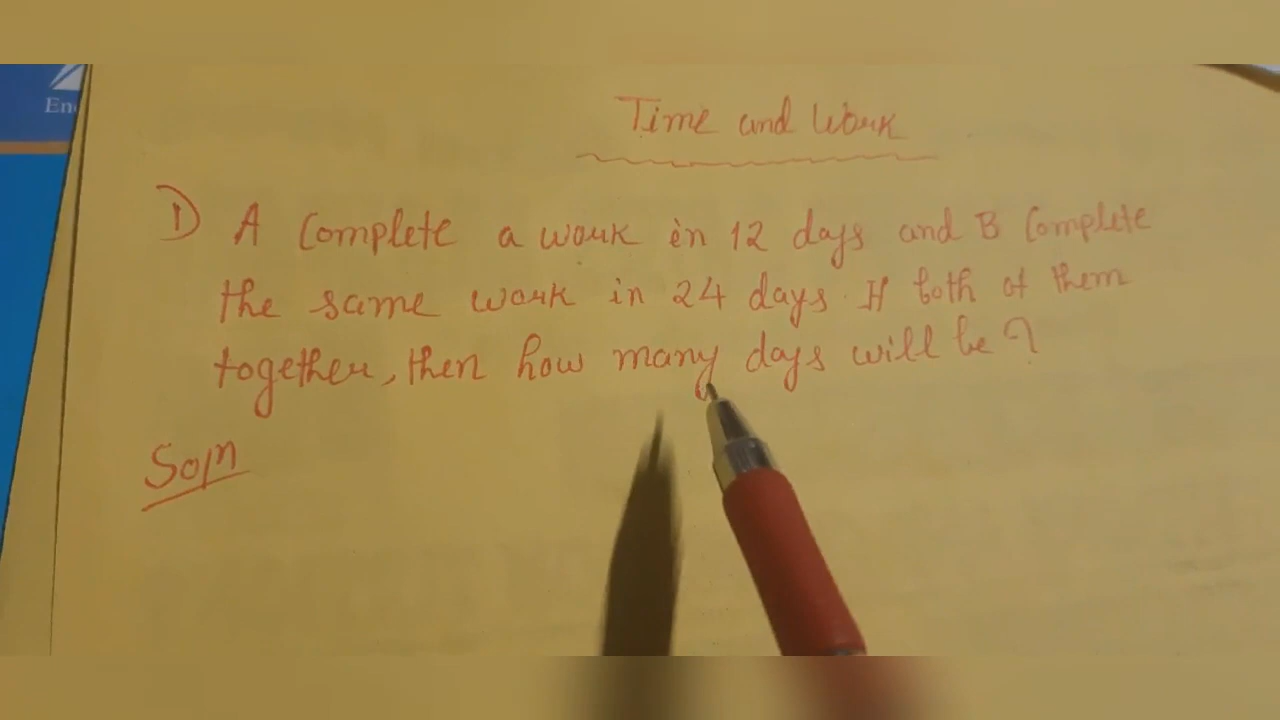 En
Time and Work
1) A Complete a work in 12 days and B Complete
the same work in 24 days. If both of them
together, then how many days will be?
Soln